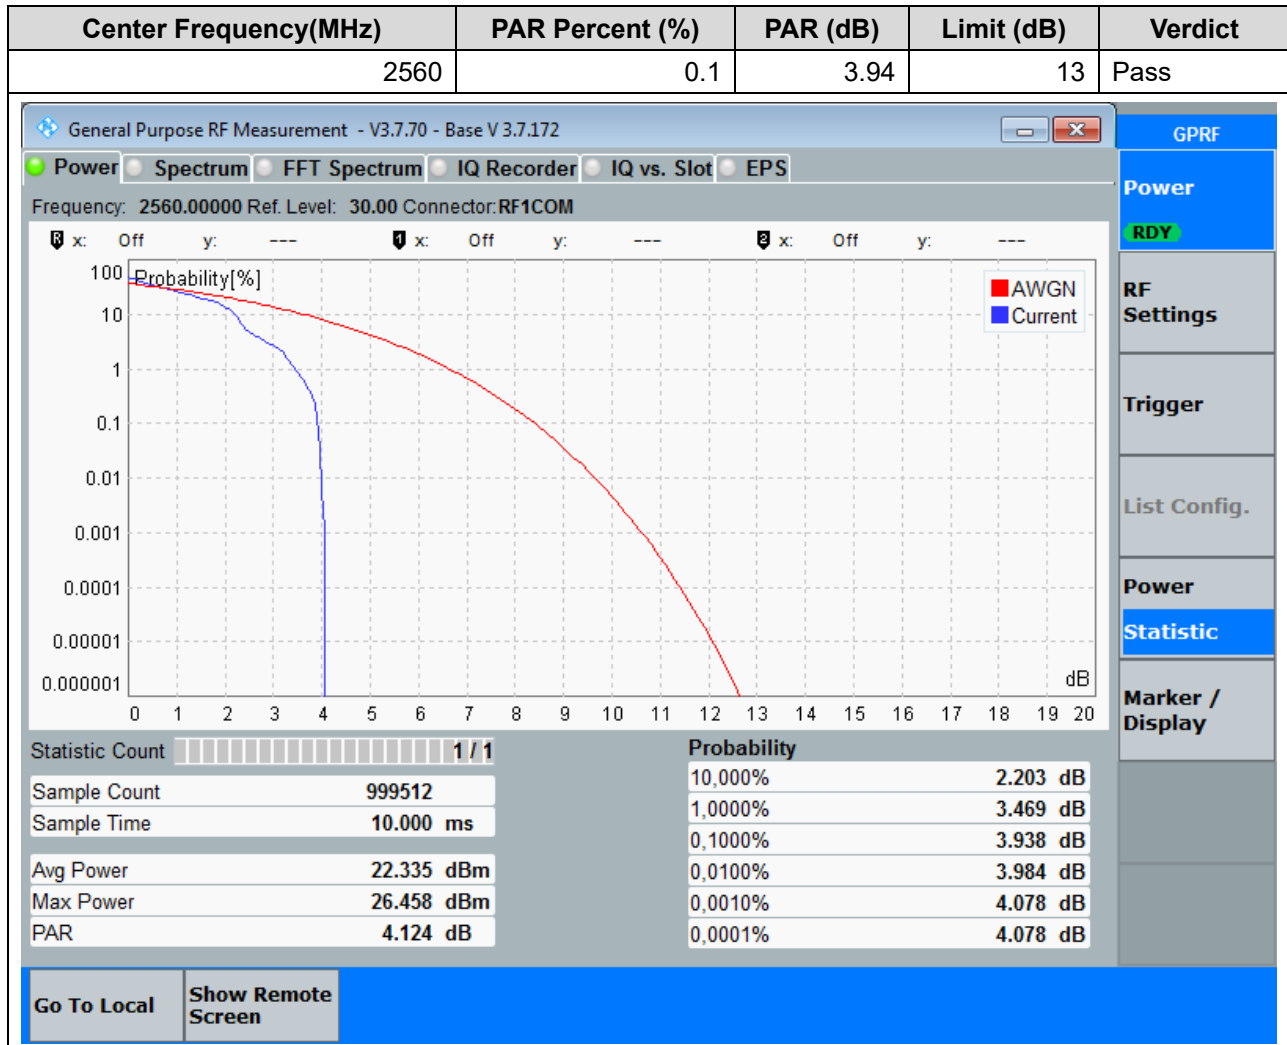 Center Frequency(MHz) PAR Percent (%) PAR (dB) Limit (dB) Verdict
2560 0.1 3.94 13 Pass
General Purpose RF Measurement - V3.7.70 - Base V 3.7.172
GPRF
Power Spectrum FFT Spectrum IQ Recorder IQ vs. Slot EPS
Power
RDY
Frequency: 2560.00000 Ref. Level: 30.00 Connector: RF1COM
R x: Off y: --- 1 x: Off y: --- 2 x: Off y: ---
Probability[%]
100
10
1
0.1
0.01
0.001
0.0001
0.00001
0.000001
AWGN
Current
dB
0 1 2 3 4 5 6 7 8 9 10 11 12 13 14 15 16 17 18 19 20
RF
Settings
Trigger
List Config.
Power
Statistic
Marker /
Display
Statistic Count 1 / 1
Sample Count 999512
Sample Time 10.000 ms
Avg Power 22.335 dBm
Max Power 26.458 dBm
PAR 4.124 dB
Probability
10,000% 2.203 dB
1,0000% 3.469 dB
0,1000% 3.938 dB
0,0100% 3.984 dB
0,0010% 4.078 dB
0,0001% 4.078 dB
Go To Local
Show Remote
Screen